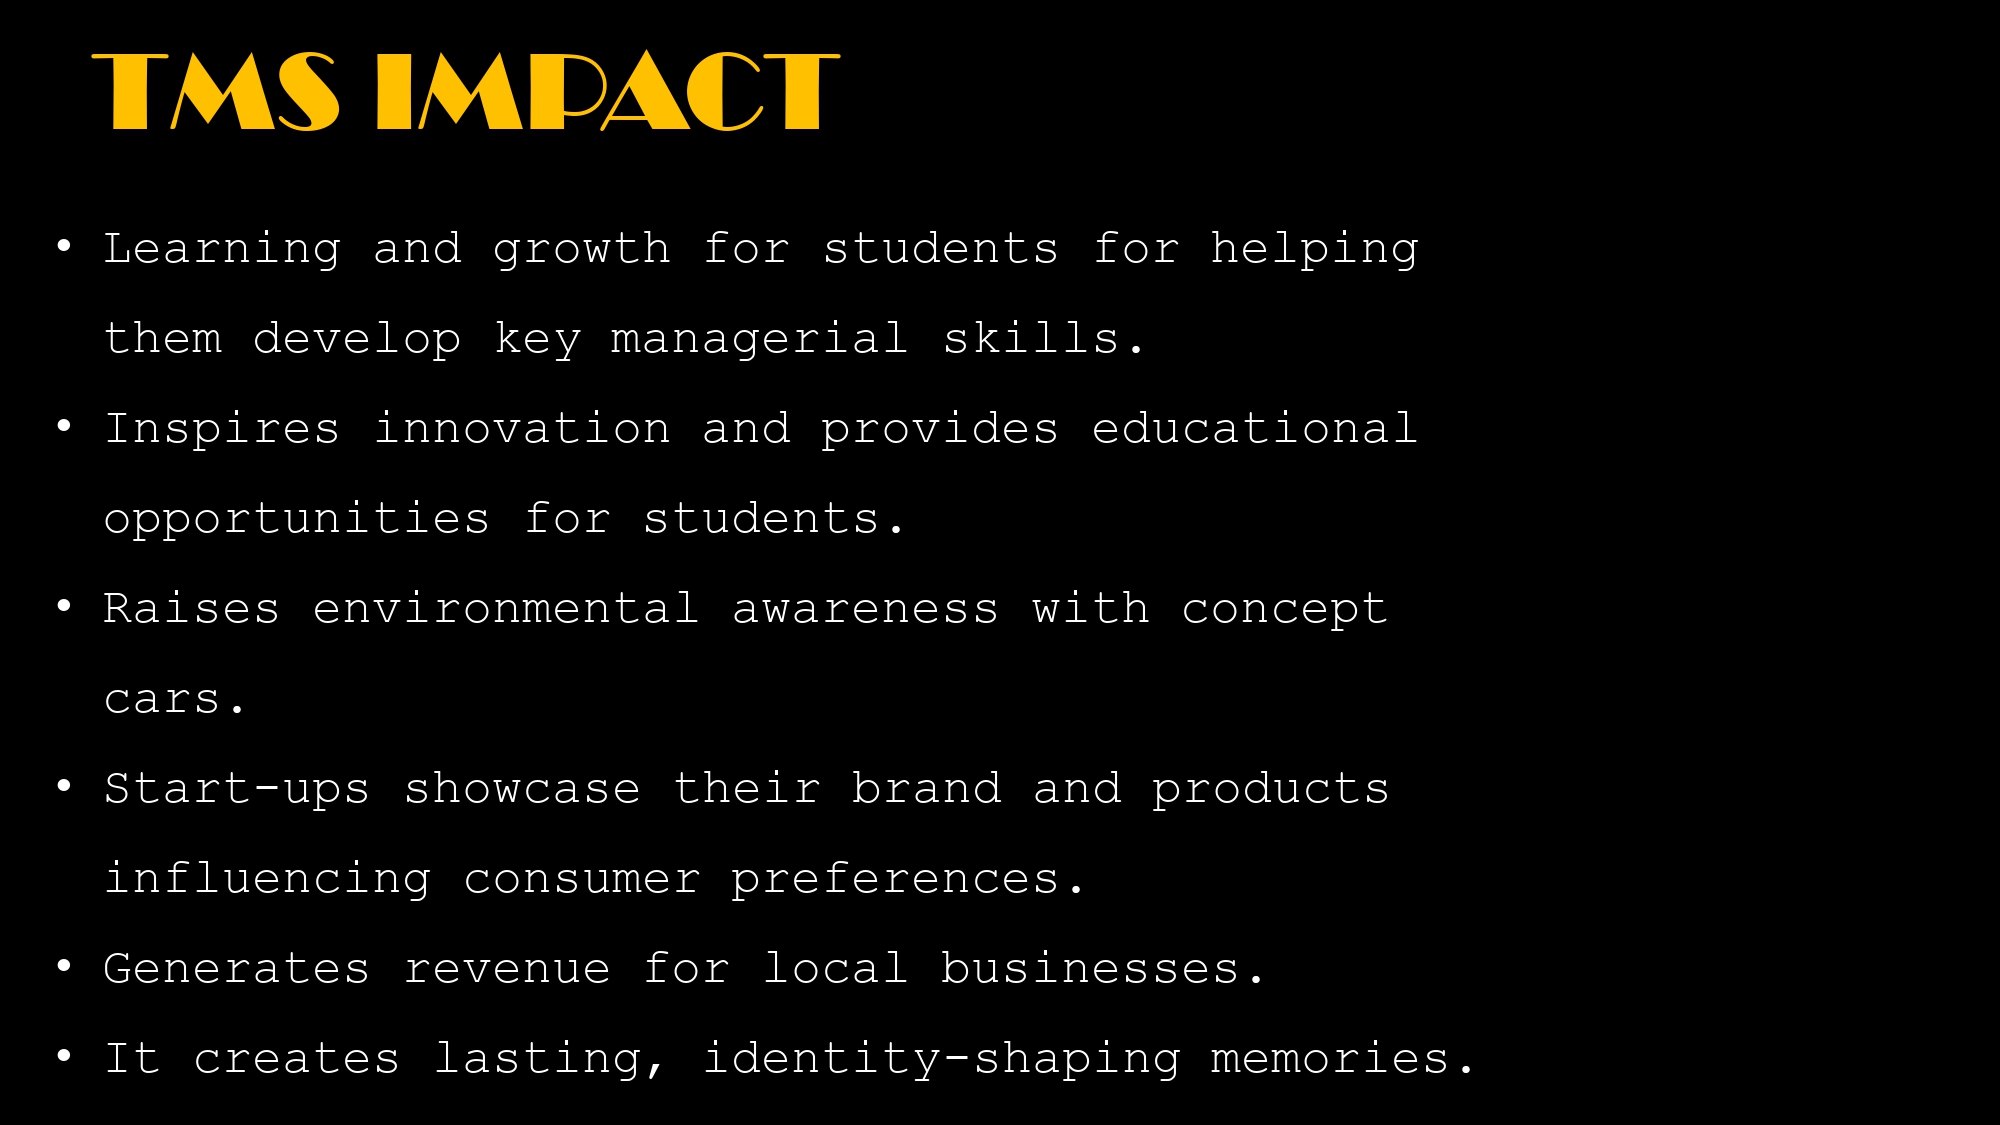 TMS IMPACT
• Learning and growth for students for helping
them develop key managerial skills.
• Inspires innovation and provides educational
opportunities for students.
• Raises environmental awareness with concept
cars.
• Start-ups showcase their brand and products
influencing consumer preferences.
• Generates revenue for local businesses.
• It creates lasting, identity-shaping memories.